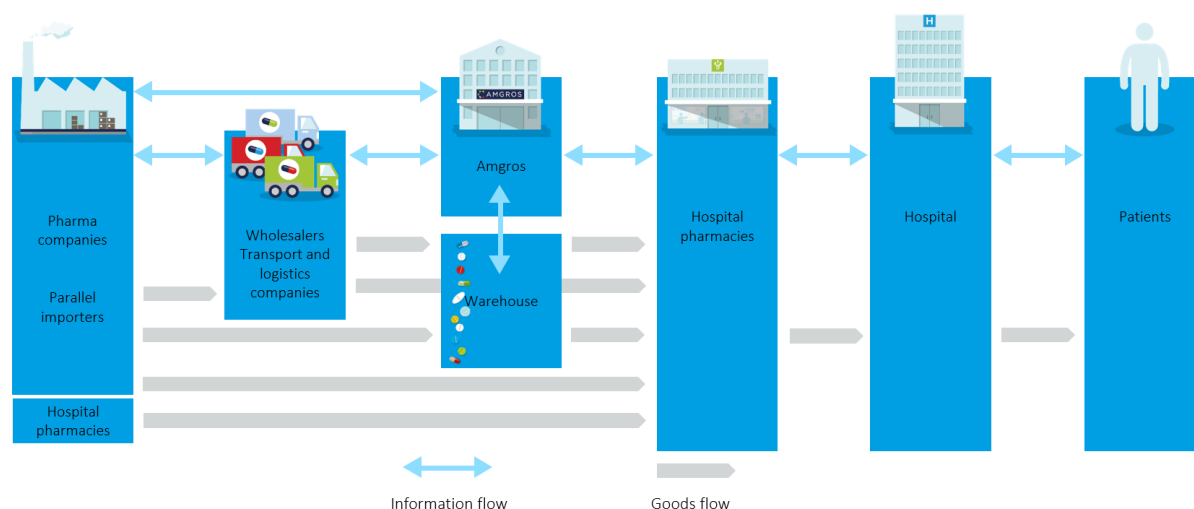 AMGROS
H
Pharma
companies
Parallel
importers
Hospital
pharmacies
Wholesalers
Transport and
logistics
companies
Amgros
Warehouse
Hospital
pharmacies
Hospital
Patients
Information flow
Goods flow